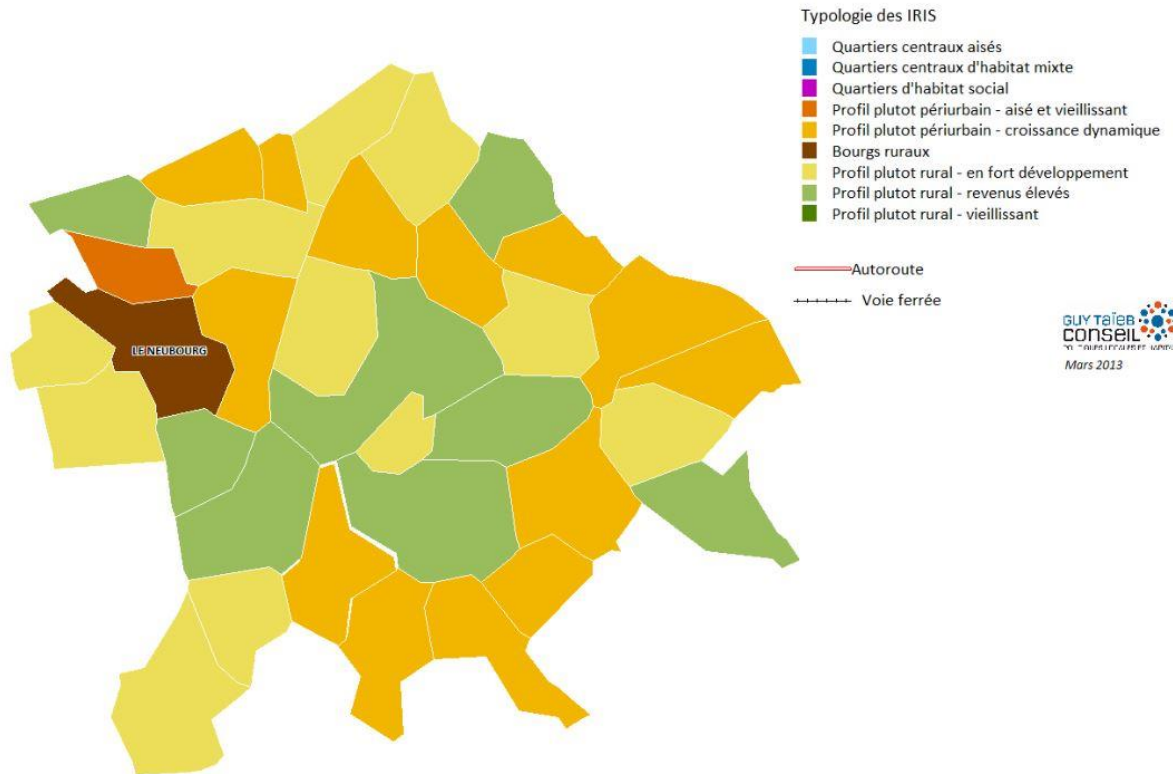 Typologie des IRIS
Quartiers centraux aisés
Quartiers centraux d'habitat mixte
Quartiers d'habitat social
Profil plutot périurbain - aisé et vieillissant
Profil plutot périurbain - croissance dynamique
Bourgs ruraux
Profil plutot rural - en fort développement
Profil plutot rural - revenus élevés
Profil plutot rural - vieillissant
Autoroute
Voie ferrée
LE NEUBOURG
GUY TaïeB
CONSEIL
Mars 2013